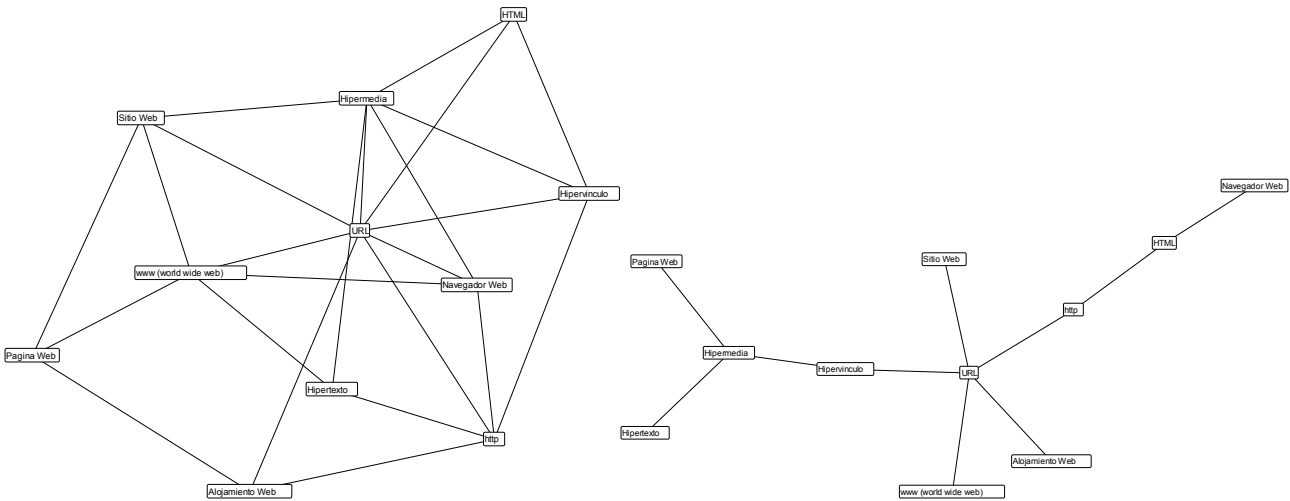 HTML
Hipermedia
Sitio Web
Hipervinculo
URL
www (world wide web)
Navegador Web
Pagina Web
Hipertexto
http
Alojamiento Web
Navegador Web
HTML
Sitio Web
Pagina Web
http
Hipermedia
Hipervinculo
URL
Hipertexto
Alojamiento Web
www (world wide web)